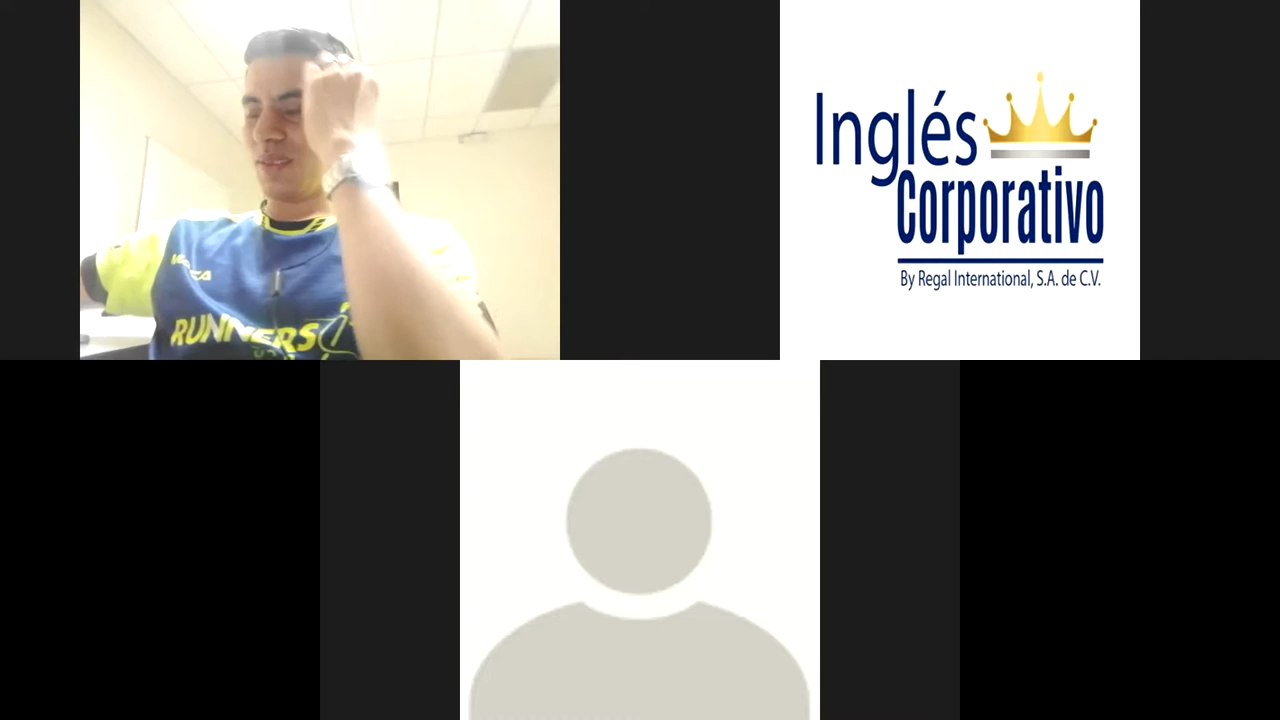 RUNNERS
Inglés
Corporativo
By Regal International, S.A. de C.V.